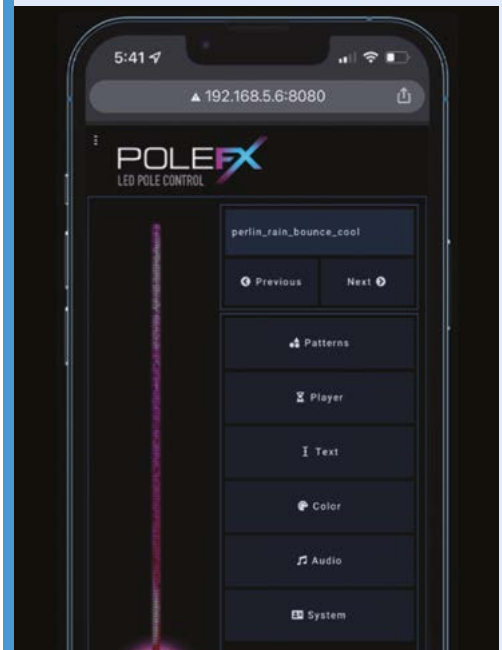 5:41
192.168.5.6:8080
POLEFX
LED POLE CONTROL
perlin_rain_bounce_cool
Previous
Next
Patterns
Player
Text
Color
Audio
System